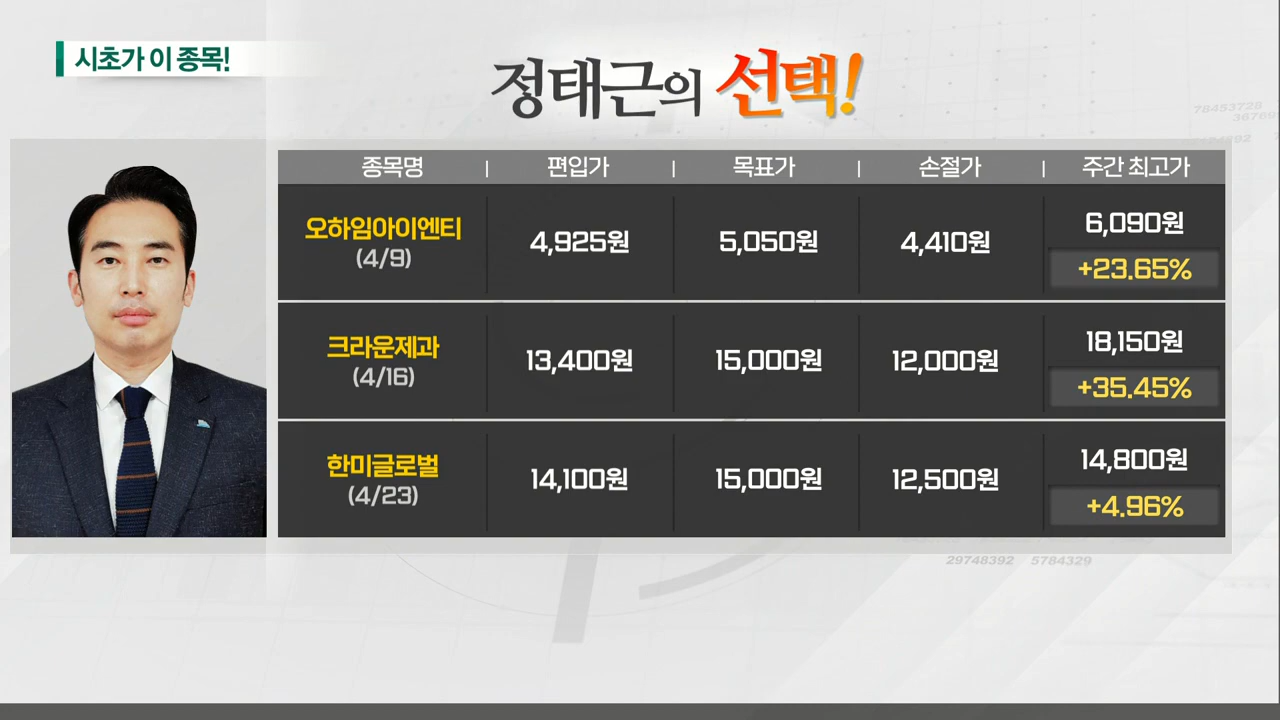 시초가 이 종목!
정태근의 선택!
종목명 | 편입가 | 목표가 | 손절가 | 주간 최고가
오하임아이엔티 4,925원 5,050원 4,410원 6,090원
(4/9) +23.65%
크라운제과 13,400원 15,000원 12,000원 18,150원
(4/16) +35.45%
한미글로벌 14,100원 15,000원 12,500원 14,800원
(4/23) +4.96%
78453728
29748392 5784329